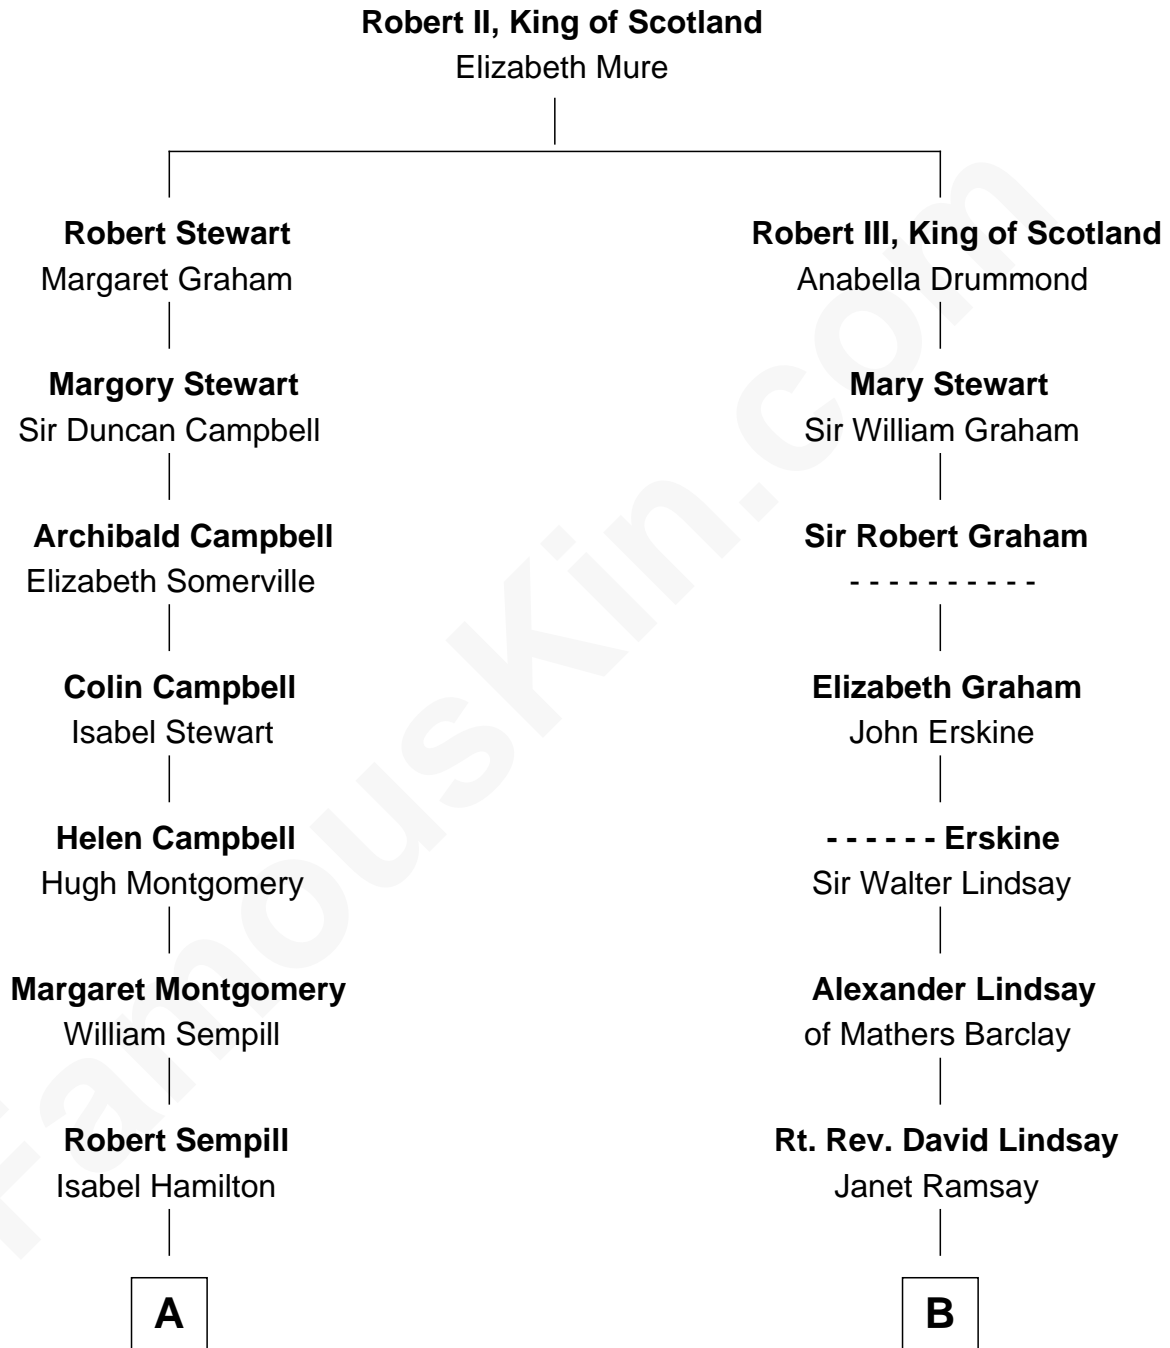 Robert II, King of Scotland
Elizabeth Mure
Robert Stewart
Margaret Graham
Robert III, King of Scotland
Anabella Drummond
Margory Stewart
Sir Duncan Campbell
Mary Stewart
Sir William Graham
Archibald Campbell
Elizabeth Somerville
Sir Robert Graham
- - - - - - - - - -
Colin Campbell
Isabel Stewart
Elizabeth Graham
John Erskine
Helen Campbell
Hugh Montgomery
- - - - - - Erskine
Sir Walter Lindsay
Margaret Montgomery
William Sempill
Alexander Lindsay
of Mathers Barclay
Robert Sempill
Isabel Hamilton
Rt. Rev. David Lindsay
Janet Ramsay
A
B
FamousKin.com